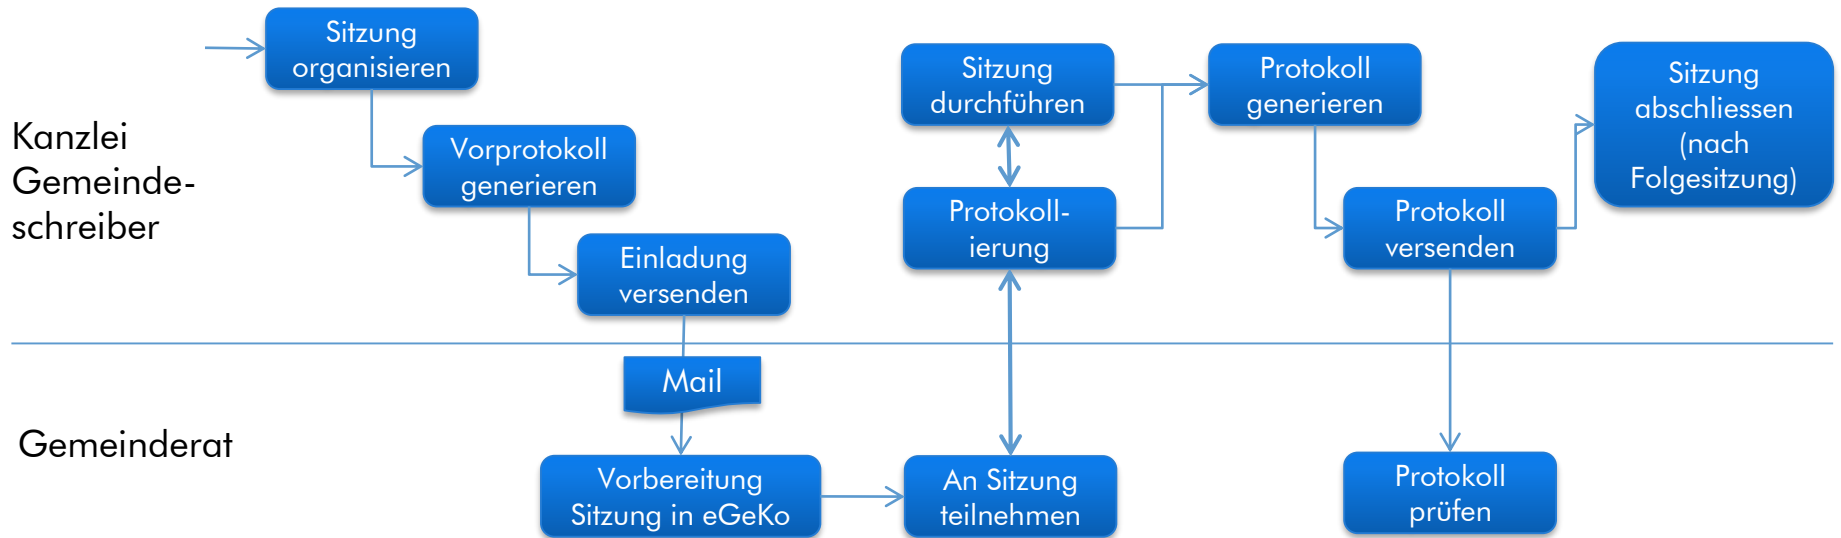 Kanzlei
Gemeinde-
schreiber
Sitzung
organisieren
Vorprotokoll
generieren
Einladung
versenden
Sitzung
durchführen
Protokoll-
ierung
Protokoll
generieren
Protokoll
versenden
Sitzung
abschliessen
(nach
Folgesitzung)
Mail
Gemeinderat
Vorbereitung
Sitzung in eGeKo
An Sitzung
teilnehmen
Protokoll
prüfen